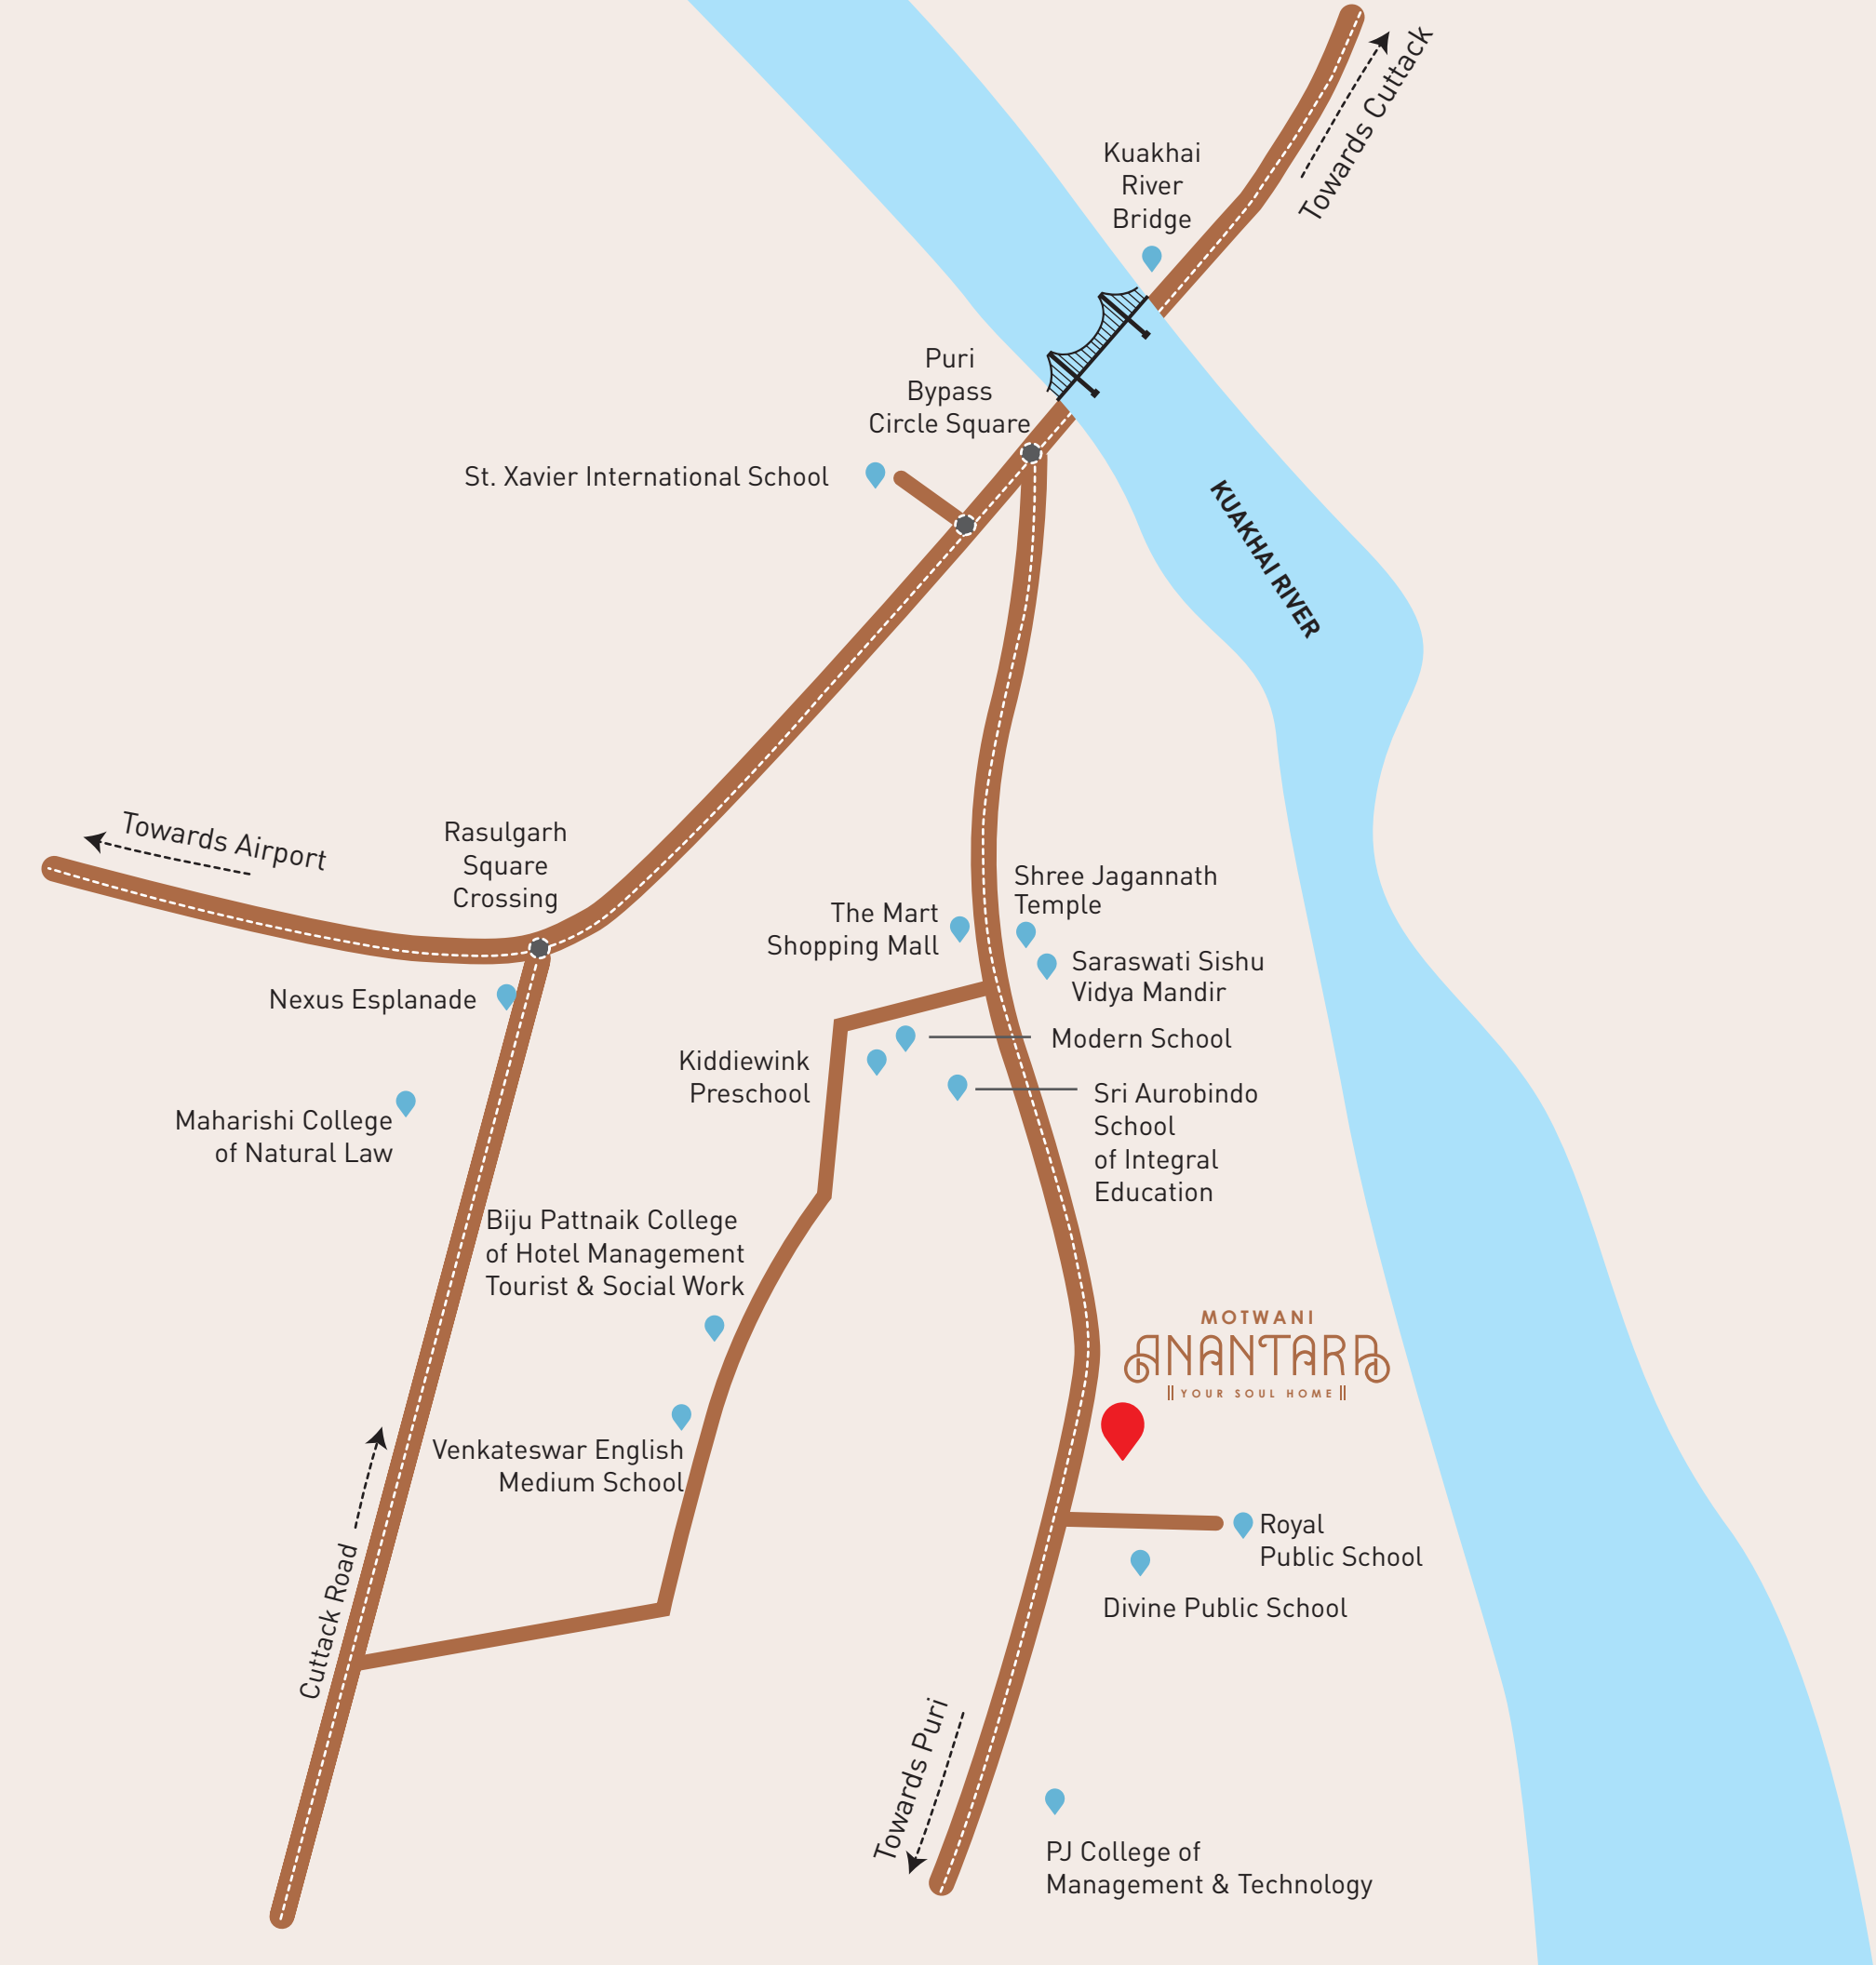 Towards Cuttack
Kuakhai
River
Bridge
Puri
Bypass
Circle Square
St. Xavier International School
KUAKHAI RIVER
Towards Airport
Rasulgarh
Square
Crossing
Shree Jagannath
Temple
The Mart
Shopping Mall
Saraswati Sishu
Vidya Mandir
Nexus Esplanade
Modern School
Kiddiewink
Preschool
Sri Aurobindo
School
of Integral
Education
Maharishi College
of Natural Law
Biju Pattnaik College
of Hotel Management
Tourist & Social Work
MOTWANI
ANANTARA
YOUR SOUL HOME
Venkateswar English
Medium School
Royal
Public School
Divine Public School
Cuttack Road
Towards Puri
PJ College of
Management & Technology